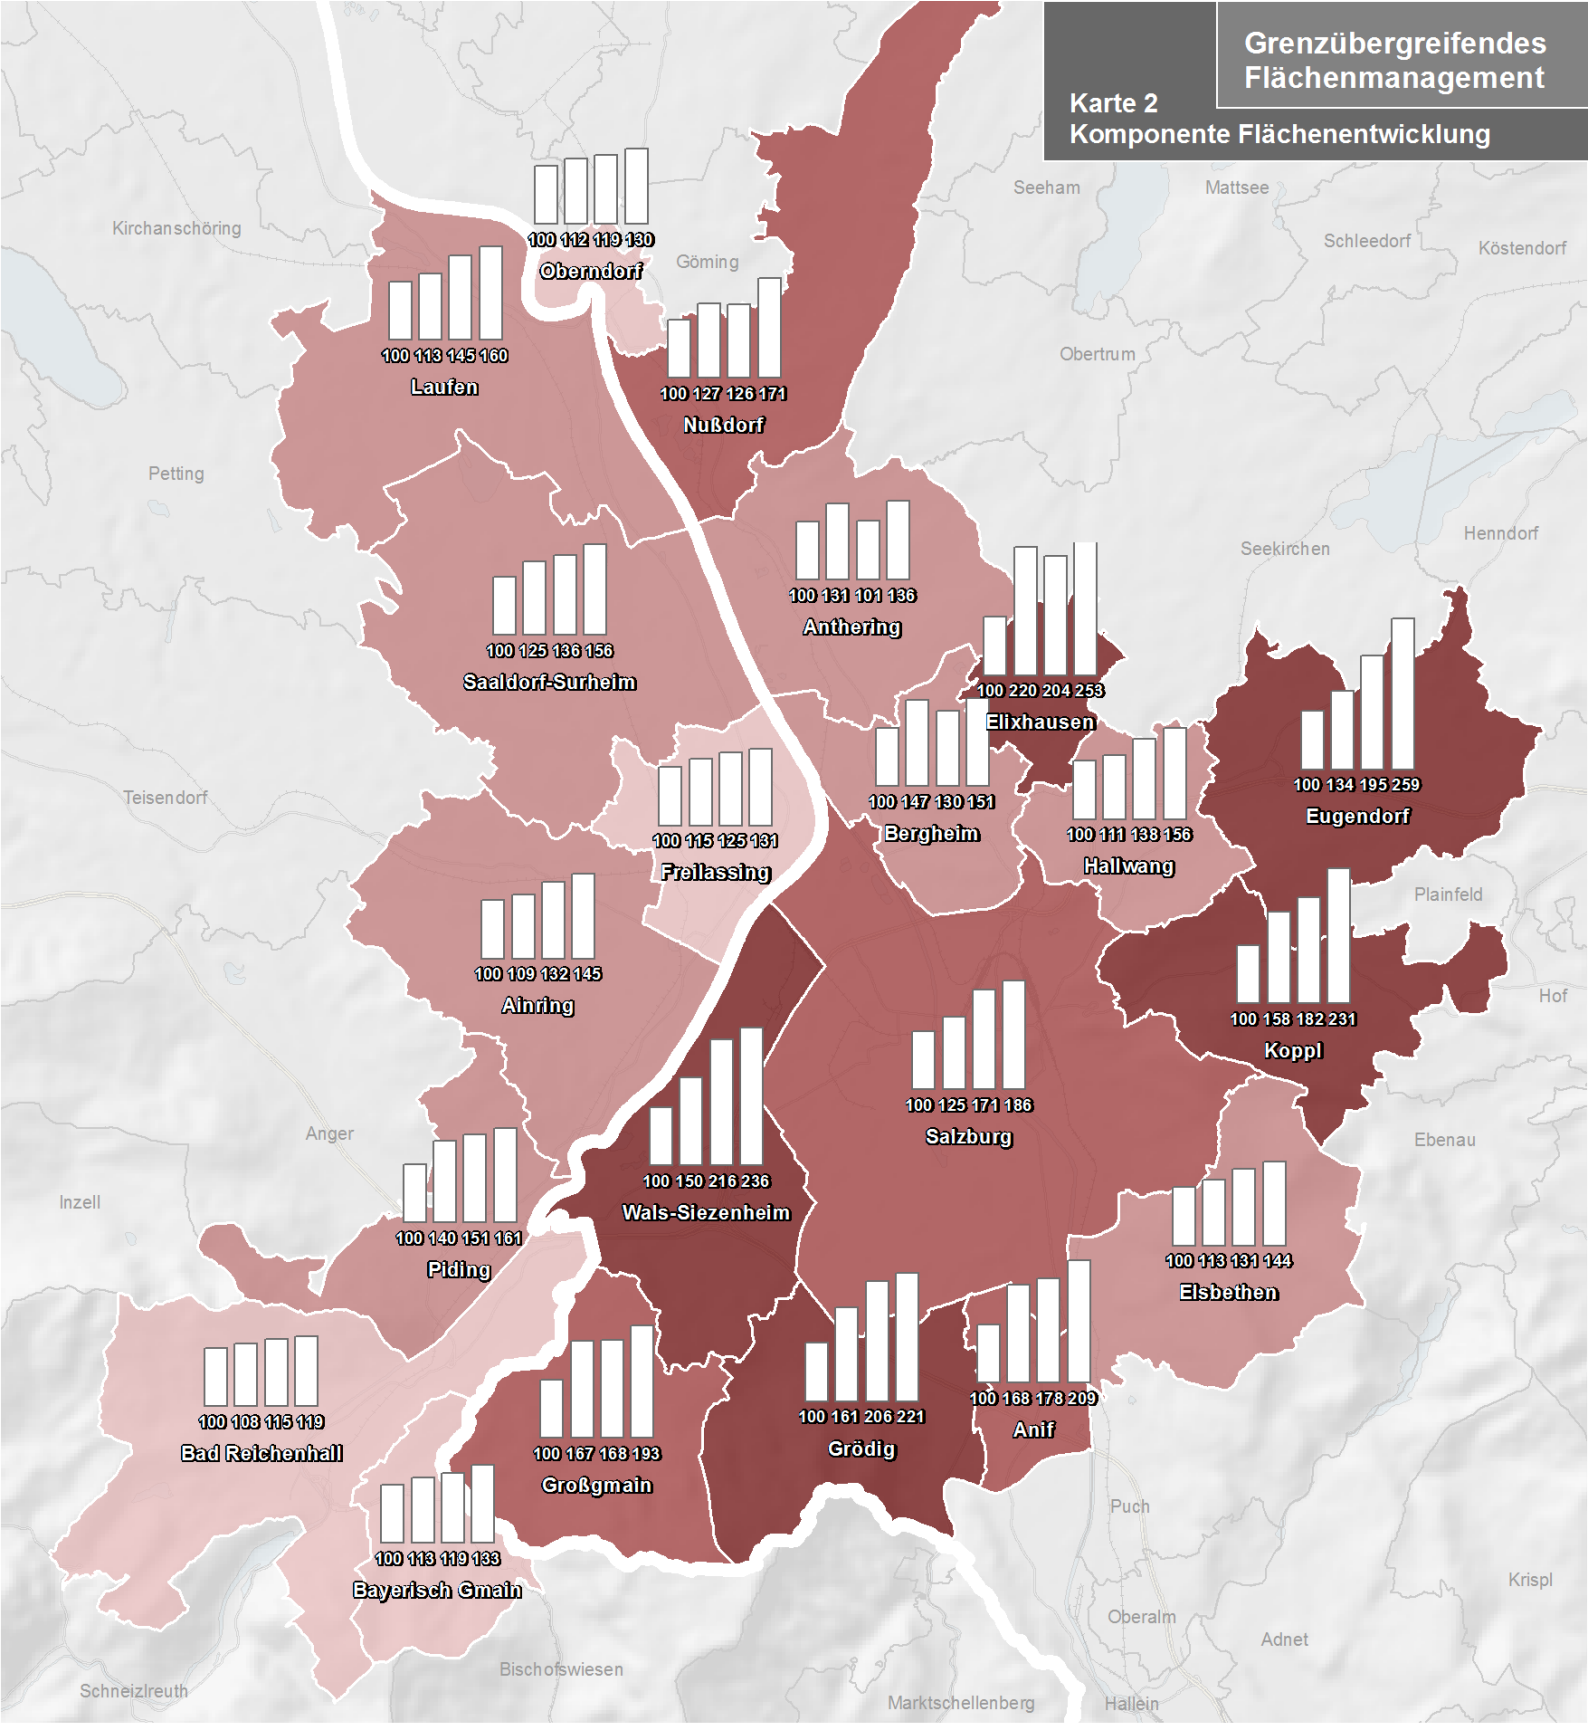 Grenzübergreifendes
Flächenmanagement
Karte 2
Komponente Flächenentwicklung
Seeham
Mattsee
Kirchanschöring
100 112 119 130
Oberndorf
Göming
Schleedorf
Köstendorf
100 113 145 160
Laufen
Obertrum
100 127 126 171
Nußdorf
Petting
Henndorf
Seekirchen
100 131 101 136
Anthering
100 125 136 156
Saaldorf-Surheim
100 220 204 253
Elixhausen
100 134 195 259
Eugendorf
Teisendorf
100 147 130 151
Bergheim
100 115 125 131
Freilassing
100 111 138 156
Hallwang
Plainfeld
100 109 132 145
Ainring
Hof
100 158 182 231
Koppl
100 125 171 186
Salzburg
Anger
Ebenau
100 150 216 236
Wals-Siezenheim
Inzell
100 140 151 161
Piding
100 113 131 144
Elsbethen
100 108 115 119
Bad Reichenhall
100 167 168 193
Großgmain
100 161 206 221
Grödig
100 168 178 209
Anif
Puch
100 113 119 133
Bayerisch Gmain
Krispl
Oberalm
Adnet
Bischofswiesen
Schneizlreuth
Marktschellenberg
Hallein